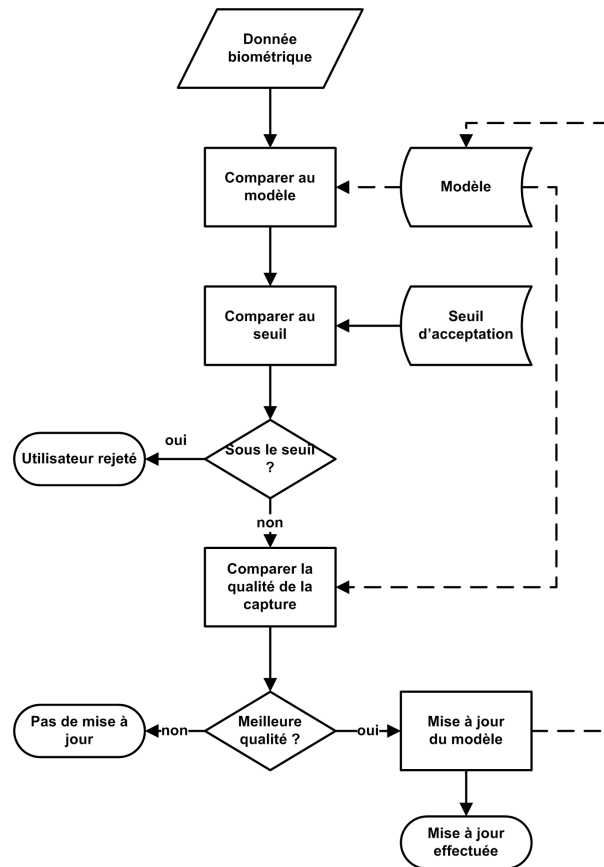 Donnée
biométrique
Comparer au
modèle
Modèle
Comparer au
seuil
Seuil
d'acceptation
oui
Utilisateur rejeté
Sous le seuil
?
non
Comparer la
qualité de la
capture
Pas de mise à
jour
non
Meilleure
qualité ?
oui
Mise à jour
du modèle
Mise à jour
effectuée